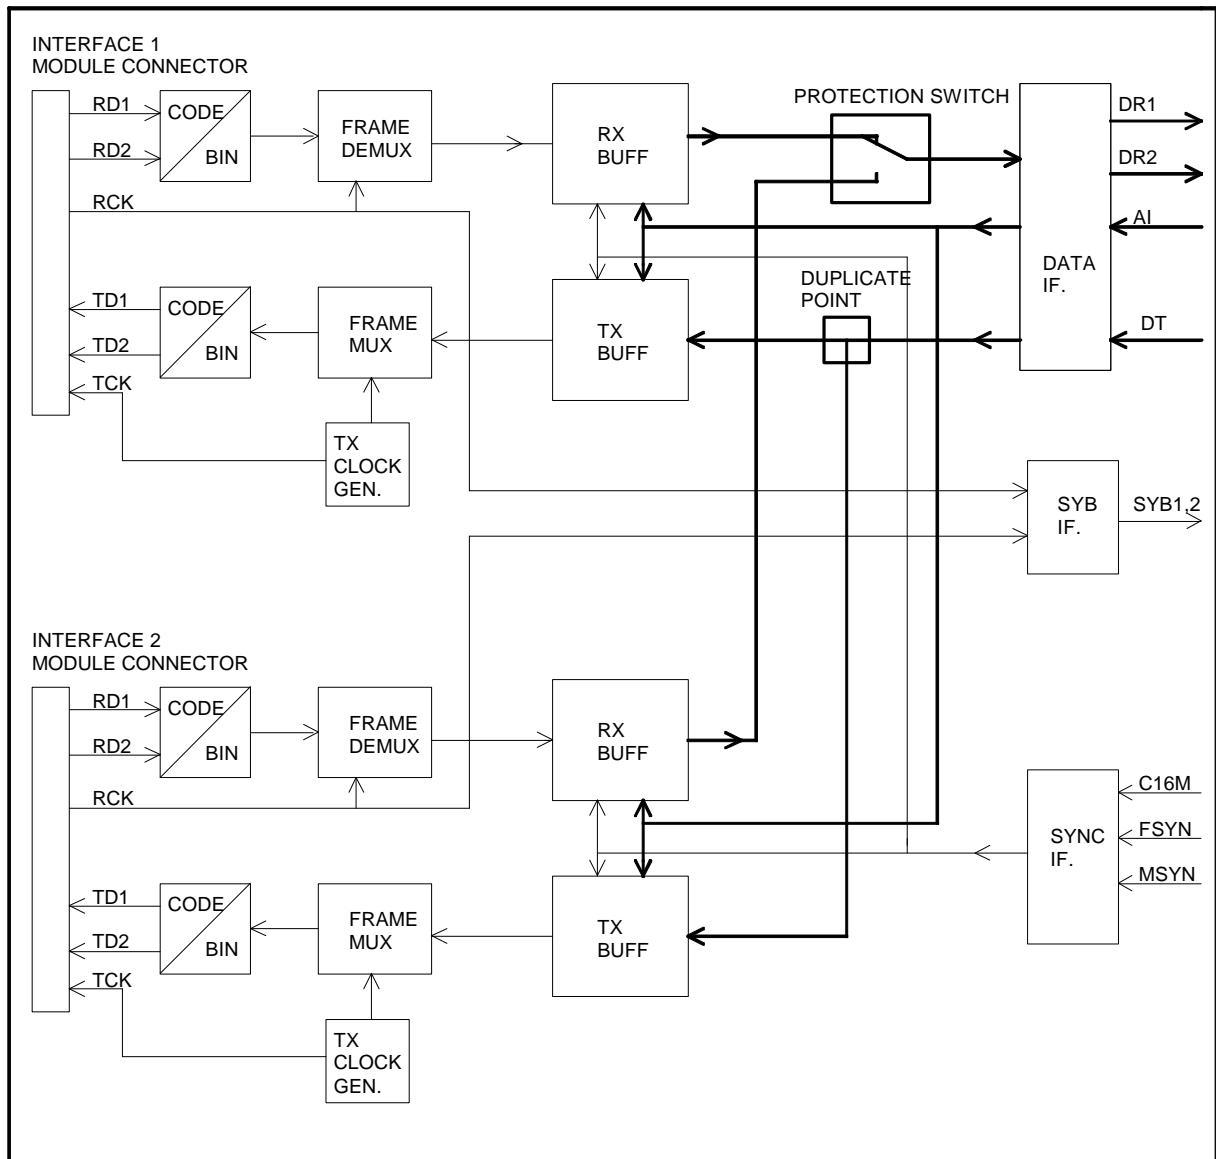 INTERFACE 1
MODULE CONNECTOR
RD1
RD2
RCK
CODE
BIN
FRAME
DEMUX
RX
BUFF
PROTECTION SWITCH
DR1
DR2
AI
DATA
IF.
DT
TD1
TD2
TCK
CODE
BIN
FRAME
MUX
TX
BUFF
DUPLICATE
POINT
TX
CLOCK
GEN.
SYB
IF.
SYB1,2
INTERFACE 2
MODULE CONNECTOR
RD1
RD2
RCK
CODE
BIN
FRAME
DEMUX
RX
BUFF
C16M
FSYN
MSYN
SYNC
IF.
TD1
TD2
TCK
CODE
BIN
FRAME
MUX
TX
BUFF
TX
CLOCK
GEN.